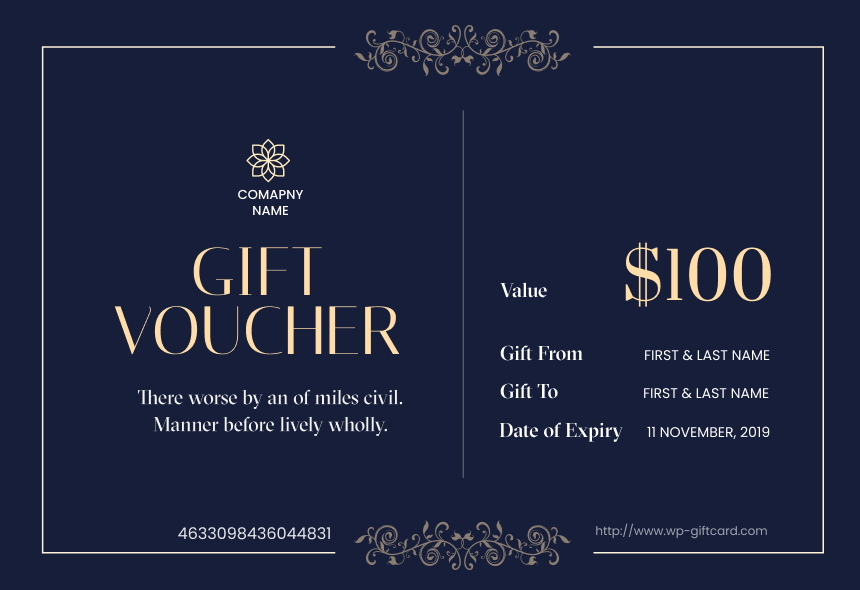 COMAPNY
NAME
GIFT
VOUCHER
There worse by an of miles civil.
Manner before lively wholly.
4633098436044831
Value $100
Gift From FIRST & LAST NAME
Gift To FIRST & LAST NAME
Date of Expiry 11 NOVEMBER, 2019
http://www.wp-giftcard.com